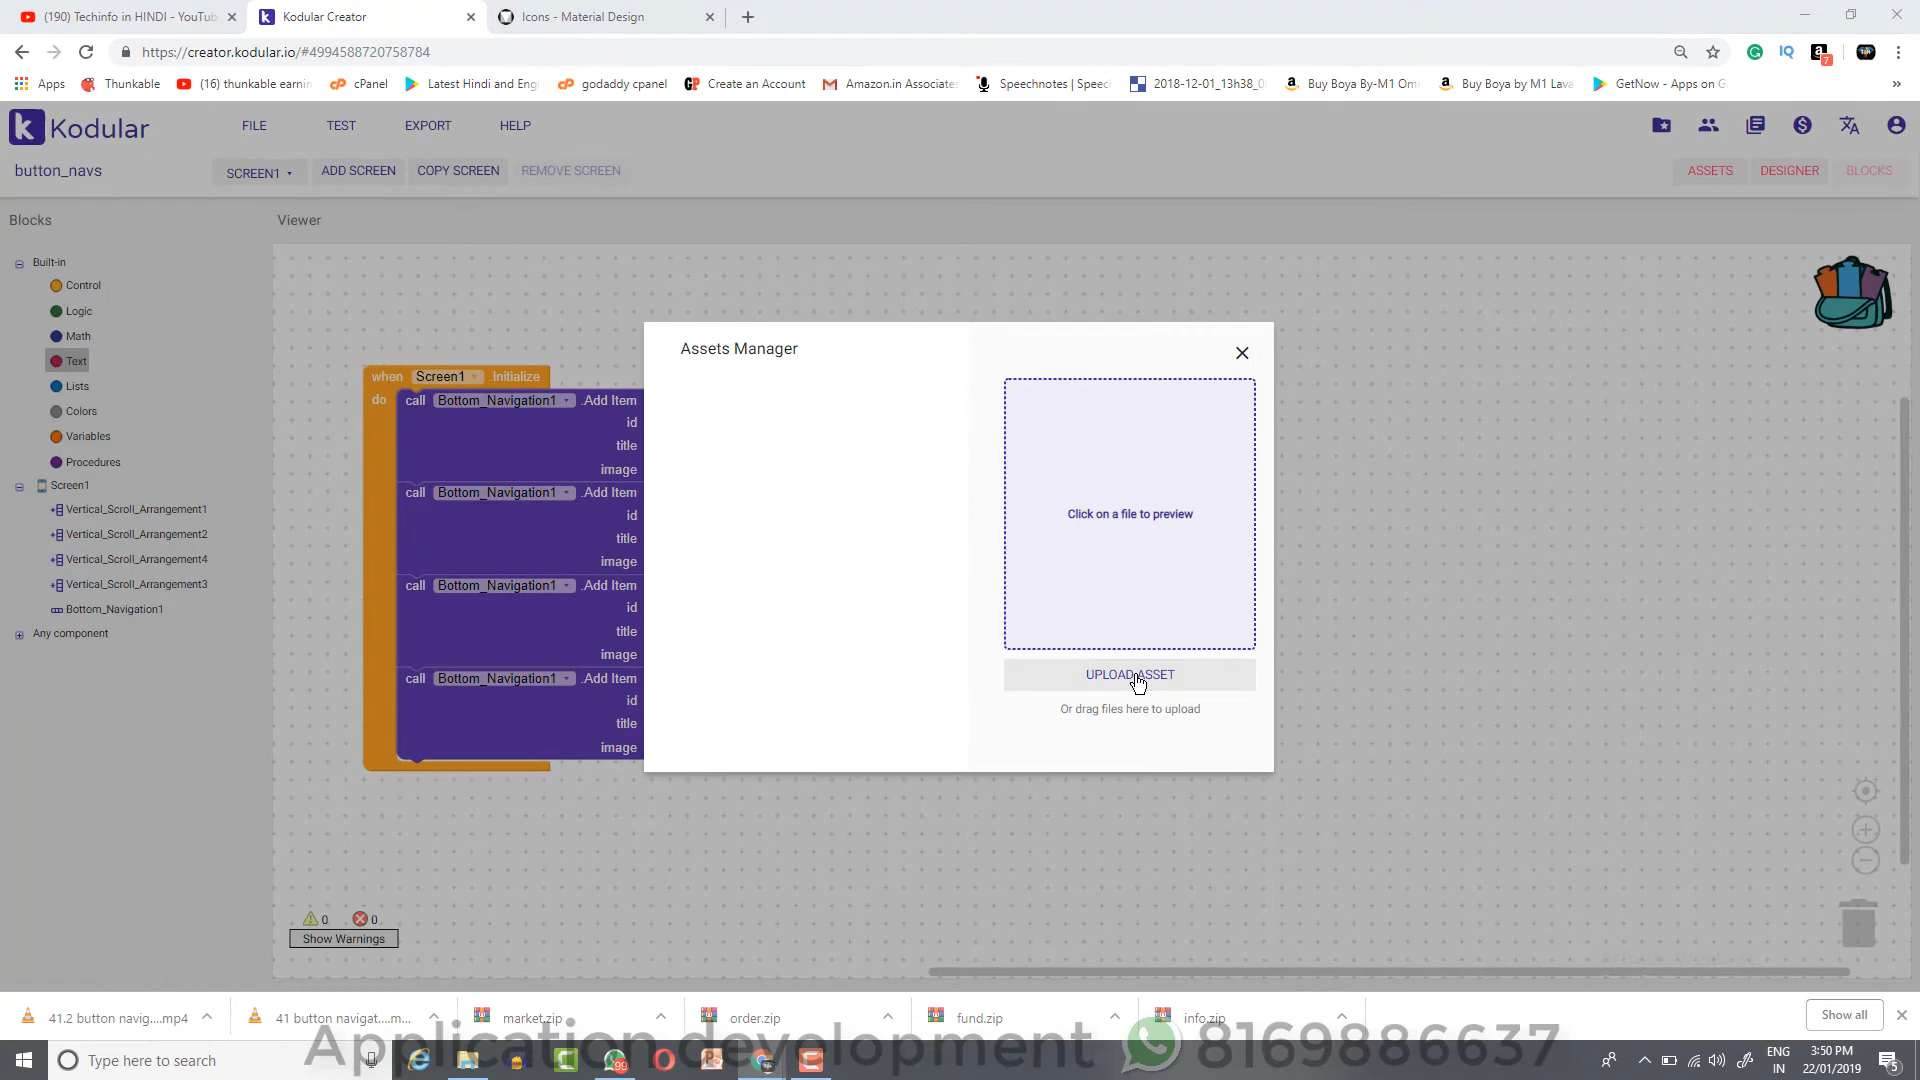 (190) Techinfo in HINDI - YouTub
Kodular Creator
Icons - Material Design
https://creator.kodular.io/#4994588720758784
Apps
Thunkable
(16) thunkable earnin
cPanel
Latest Hindi and Engl
godaddy cpanel
Create an Account
Amazon.in Associate
Speechnotes | Speec
2018-12-01_13h38_0
Buy Boya By-M1 Om
Buy Boya by M1 Lava
GetNow - Apps on G
»
Kodular
FILE
TEST
EXPORT
HELP
button_navs
SCREEN1
ADD SCREEN
COPY SCREEN
REMOVE SCREEN
ASSETS
DESIGNER
BLOCKS
Blocks
Viewer
Built-in
Control
Logic
Math
Text
Lists
Colors
Variables
Procedures
Screen1
Vertical_Scroll_Arrangement1
Vertical_Scroll_Arrangement2
Vertical_Scroll_Arrangement4
Vertical_Scroll_Arrangement3
Bottom_Navigation1
Any component
when Screen1 .Initialize
do call Bottom_Navigation1 .Add Item
id
title
image
call Bottom_Navigation1 .Add Item
id
title
image
call Bottom_Navigation1 .Add Item
id
title
image
call Bottom_Navigation1 .Add Item
id
title
image
Assets Manager
Click on a file to preview
UPLOAD ASSET
Or drag files here to upload
0 0
Show Warnings
41.2 button navig....mp4
41 button navigat....m...
market.zip
order.zip
fund.zip
info.zip
Show all
Application development 8169886637
Type here to search
99
ENG
IN
3:50 PM
22/01/2019
5